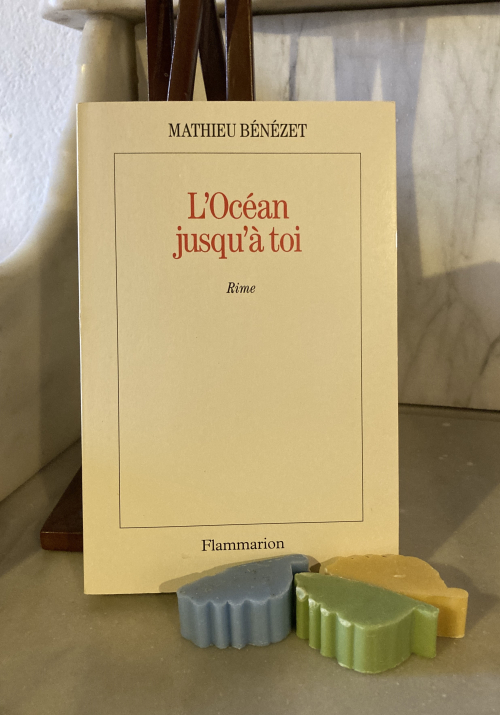 MATHIEU BÉNÉZET
L'Océan
jusqu'à toi
Rime
Flammarion